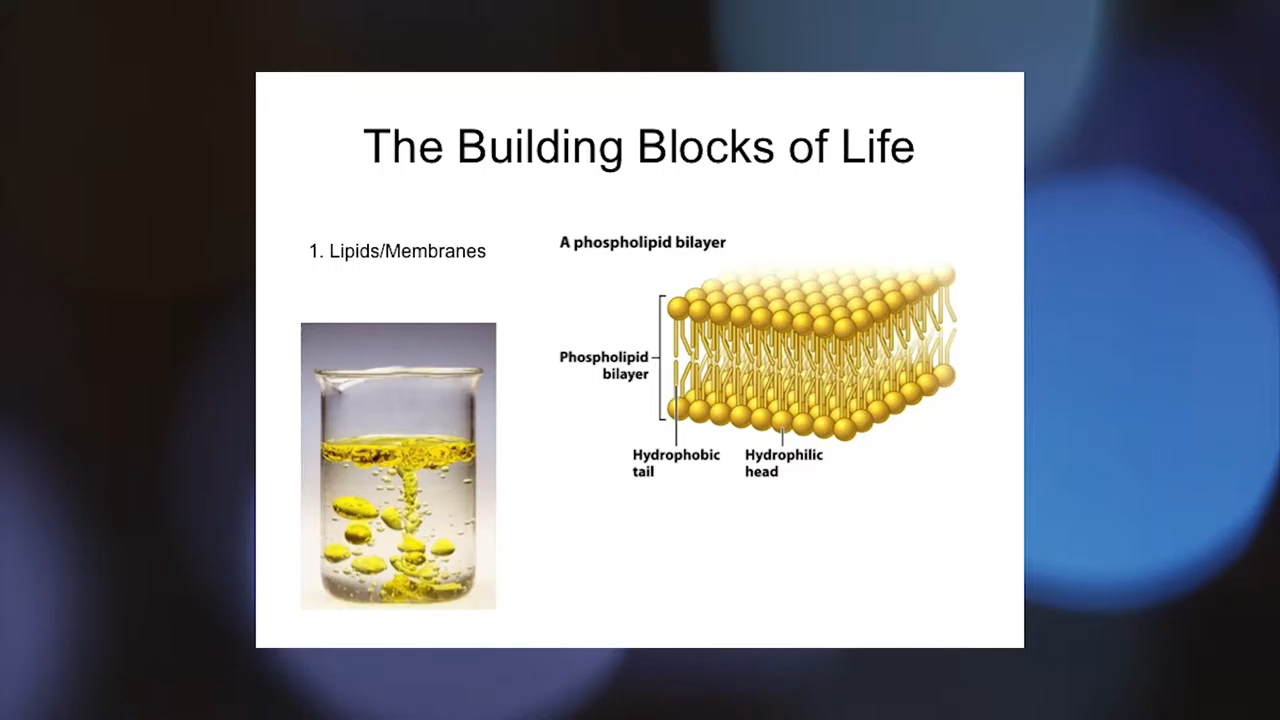 The Building Blocks of Life
1. Lipids/Membranes
A phospholipid bilayer
Phospholipid
bilayer
Hydrophobic
tail
Hydrophilic
head